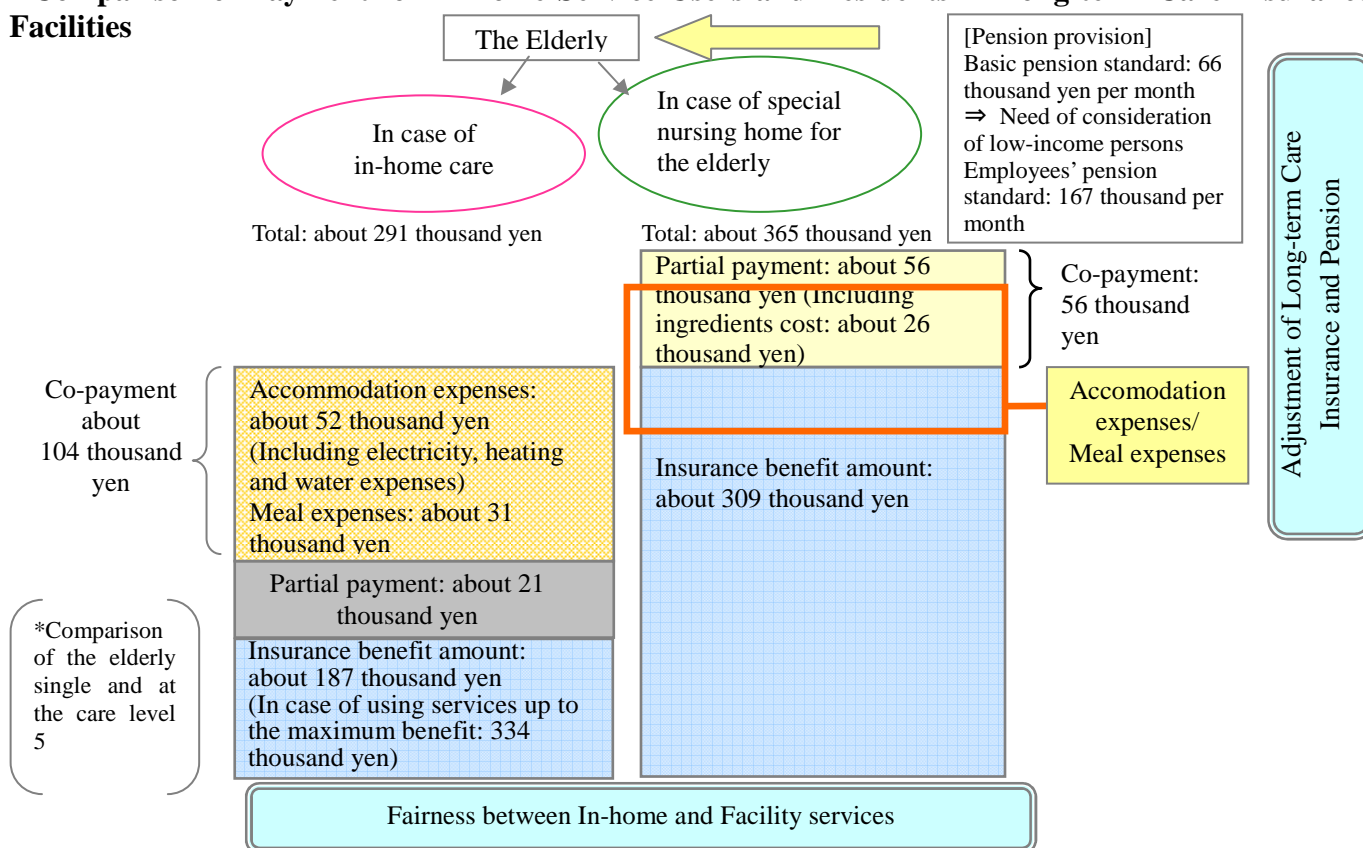 Facilities
The Elderly
[Pension provision]
Basic pension standard: 66
thousand yen per month
⇒ Need of consideration
of low-income persons
Employees' pension
standard: 167 thousand per
month
In case of
in-home care
In case of special
nursing home for
the elderly
Adjustment of Long-term Care
Insurance and Pension
Total: about 291 thousand yen
Total: about 365 thousand yen
Partial payment: about 56
thousand yen (Including
ingredients cost: about 26
thousand yen)
Co-payment:
56 thousand
yen
Co-payment
about
104 thousand
yen
Accommodation expenses:
about 52 thousand yen
(Including electricity, heating
and water expenses)
Meal expenses: about 31
thousand yen
Accomodation
expenses/
Meal expenses
Insurance benefit amount:
about 309 thousand yen
Partial payment: about 21
thousand yen
*Comparison
of the elderly
single and at
the care level
5
Insurance benefit amount:
about 187 thousand yen
(In case of using services up to
the maximum benefit: 334
thousand yen)
Fairness between In-home and Facility services